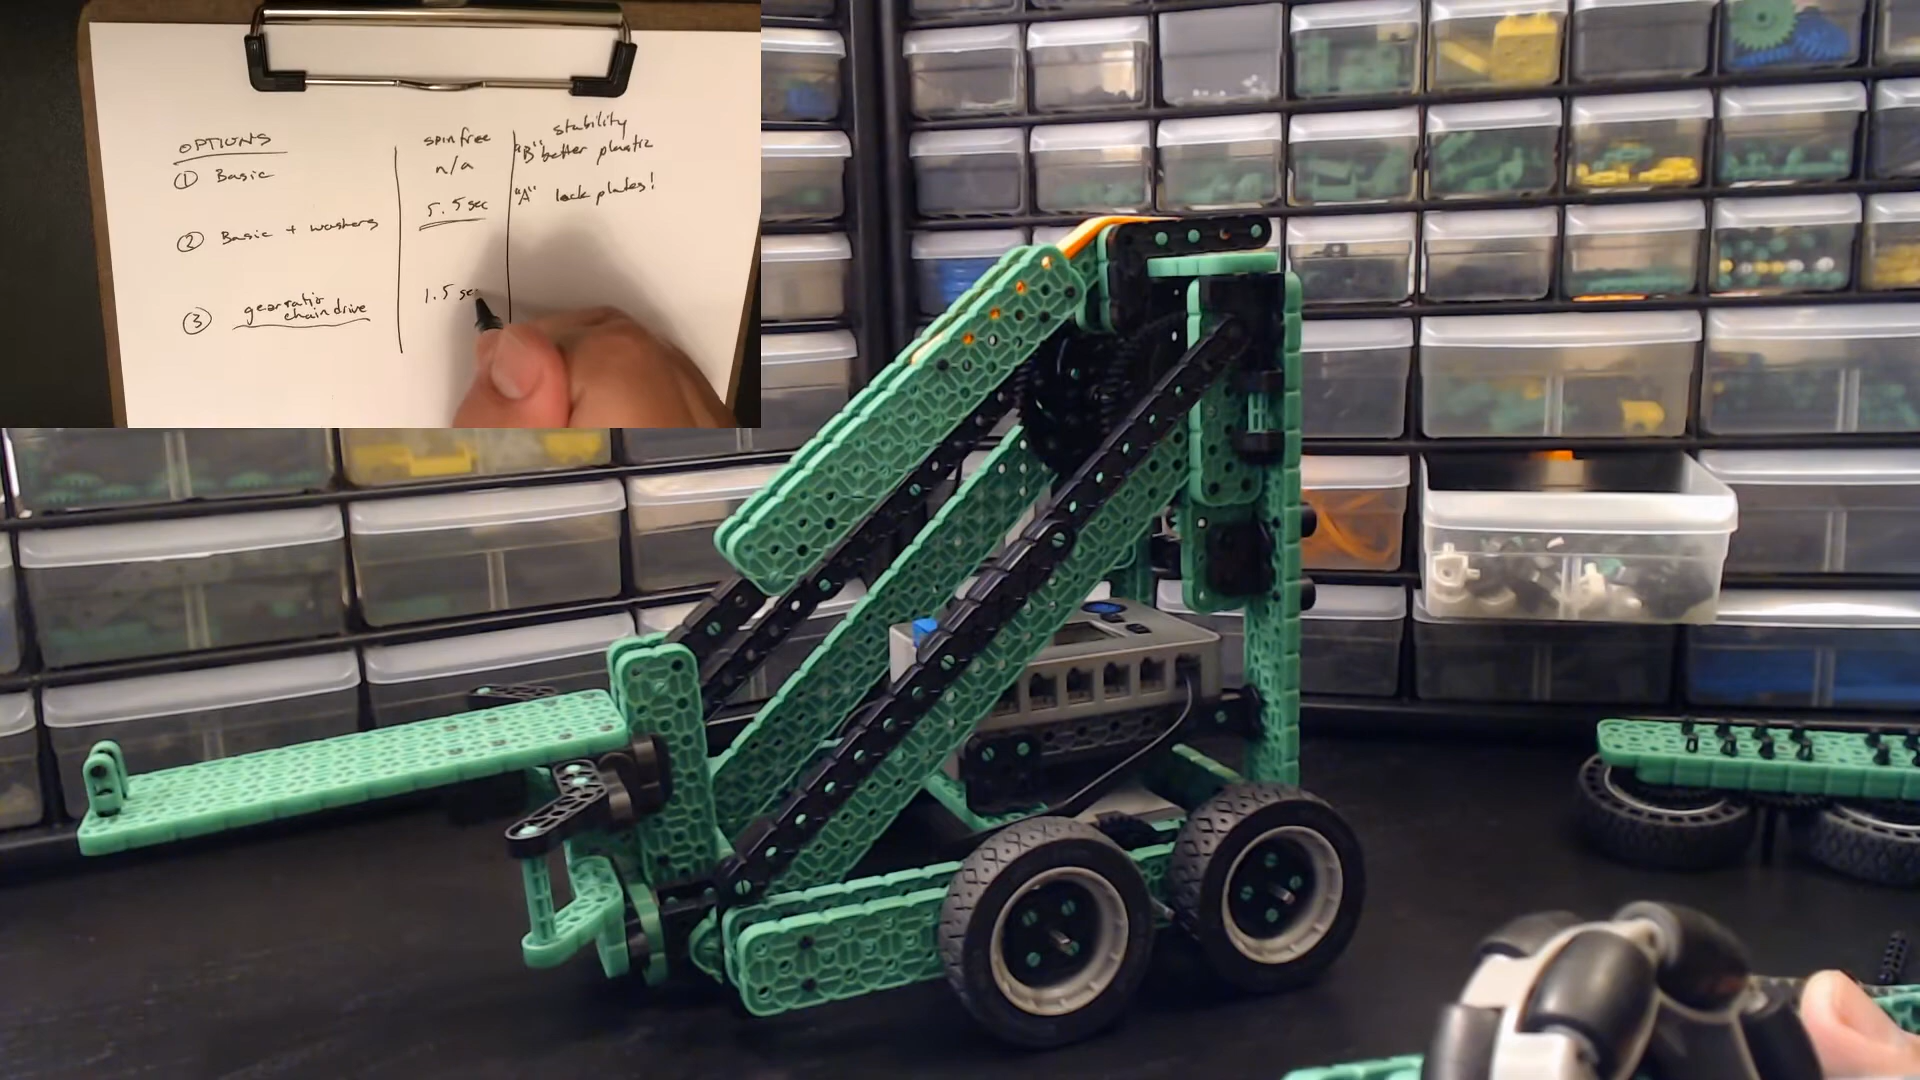 OPTIONS
spin free
stability
① Basic
n/a
"B" better plastic
5.5 sec
"A" lock plates!
② Basic + washers
③ gear ratio
chain drive
1.5 sec